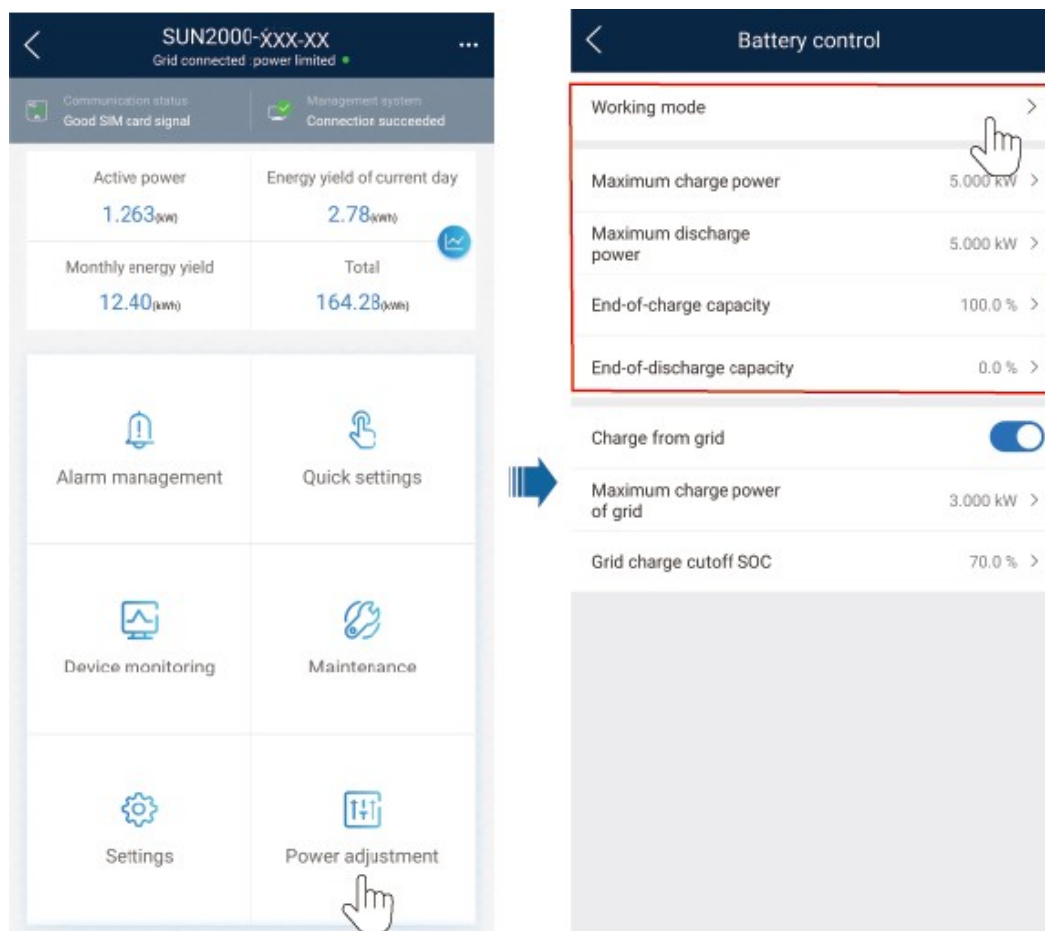 SUN2000-XXX-XX
Grid connected :power limited
Communication status
Good SIM card signal
Management system
Connection succeeded
Active power
1.263(kW)
Energy yield of current day
2.78(kWh)
Monthly energy yield
12.40(kWh)
Total
164.28(kWh)
Alarm management
Quick settings
Device monitoring
Maintenance
Settings
Power adjustment
Battery control
Working mode
Maximum charge power
5.000 kW
Maximum discharge
power
5.000 kW
End-of-charge capacity
100.0 %
End-of-discharge capacity
0.0 %
Charge from grid
Maximum charge power
of grid
3.000 kW
Grid charge cutoff SOC
70.0 %